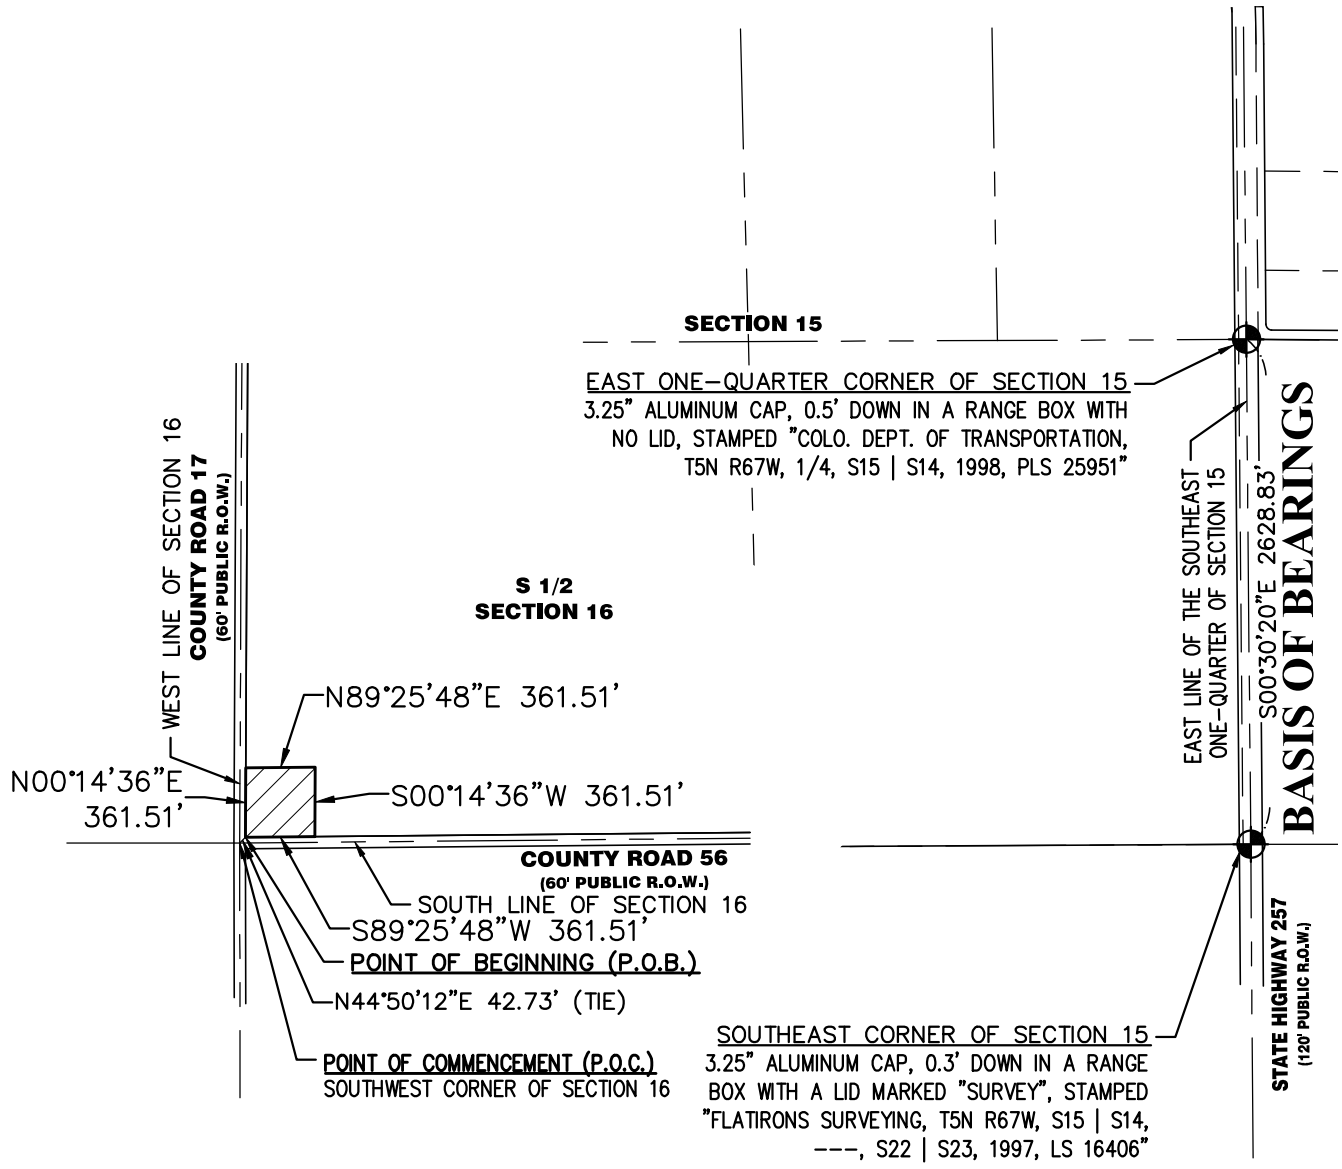 SECTION 15
EAST ONE-QUARTER CORNER OF SECTION 15
3.25" ALUMINUM CAP, 0.5' DOWN IN A RANGE BOX WITH
NO LID, STAMPED "COLO. DEPT. OF TRANSPORTATION,
T5N R67W, 1/4, S15 | S14, 1998, PLS 25951"
WEST LINE OF SECTION 16
COUNTY ROAD 17
(60' PUBLIC R.O.W.)
EAST LINE OF THE SOUTHEAST
ONE-QUARTER OF SECTION 15
S00°30'20"E 2628.83'
BASIS OF BEARINGS
S 1/2
SECTION 16
N89°25'48"E 361.51'
N00°14'36"E
361.51'
S00°14'36"W 361.51'
COUNTY ROAD 56
(60' PUBLIC R.O.W.)
SOUTH LINE OF SECTION 16
S89°25'48"W 361.51'
POINT OF BEGINNING (P.O.B.)
N44°50'12"E 42.73' (TIE)
POINT OF COMMENCEMENT (P.O.C.)
SOUTHWEST CORNER OF SECTION 16
STATE HIGHWAY 257
(120' PUBLIC R.O.W.)
SOUTHEAST CORNER OF SECTION 15
3.25" ALUMINUM CAP, 0.3' DOWN IN A RANGE
BOX WITH A LID MARKED "SURVEY", STAMPED
"FLATIRONS SURVEYING, T5N R67W, S15 | S14,
---, S22 | S23, 1997, LS 16406"